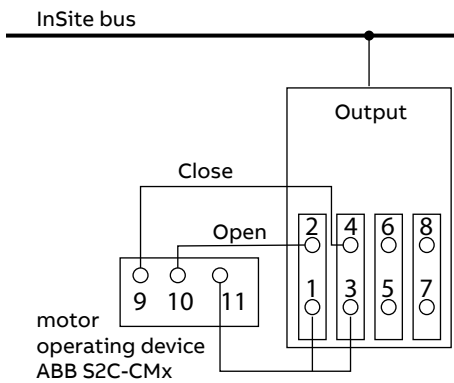 InSite bus
Output
Close
2 4 6 8
Open
1 3 5 7
9 10 11
motor
operating device
ABB S2C-CMx